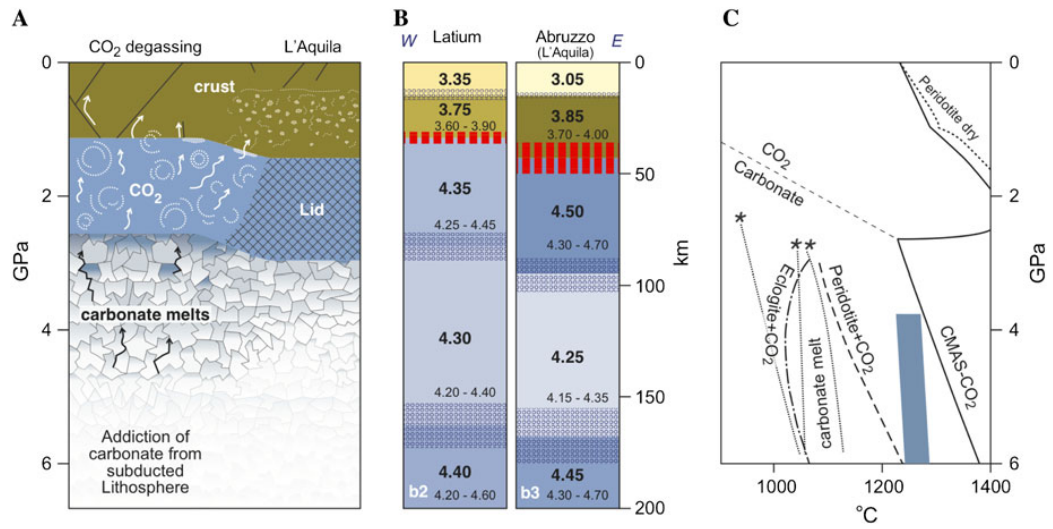 A
CO2 degassing
L'Aquila
0
2
4
6
GPa
crust
CO2
Lid
carbonate melts
Addiction of
carbonate from
subducted
Lithosphere
B
W
Latium
Abruzzo
(L'Aquila)
E
3.35
3.75
3.60 - 3.90
4.35
4.25 - 4.45
4.30
4.20 - 4.40
4.40
b2
4.20 - 4.60
3.05
3.85
3.70 - 4.00
4.50
4.30 - 4.70
4.25
4.15 - 4.35
4.45
b3
4.30 - 4.70
0
50
km
100
150
200
C
Peridotite dry
CO2
Carbonate
*
**
Eclogite+CO2
carbonate melt
Peridotite+CO2
CMAS-CO2
0
2
4
6
GPa
1000
1200
1400
°C